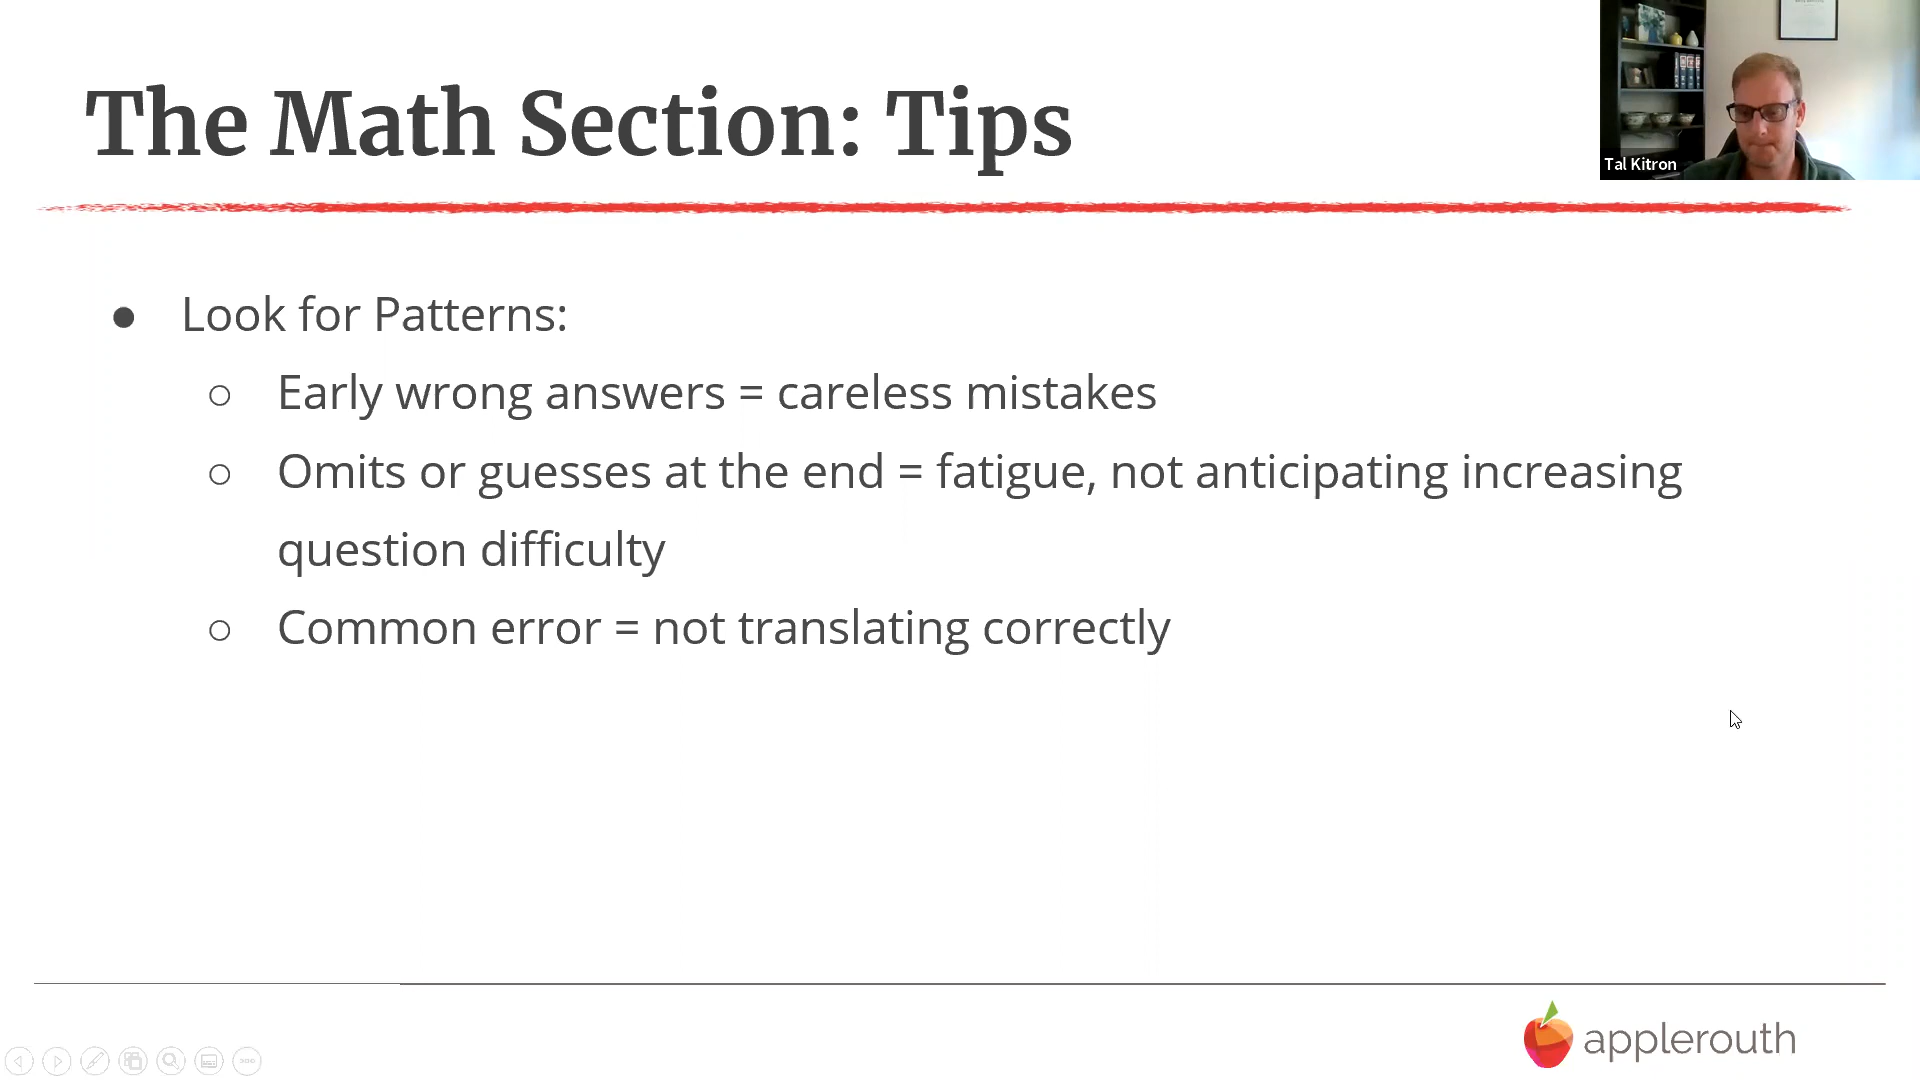 The Math Section: Tips
Tal Kitron
● Look for Patterns:
○ Early wrong answers = careless mistakes
○ Omits or guesses at the end = fatigue, not anticipating increasing
question difficulty
○ Common error = not translating correctly
applerouth